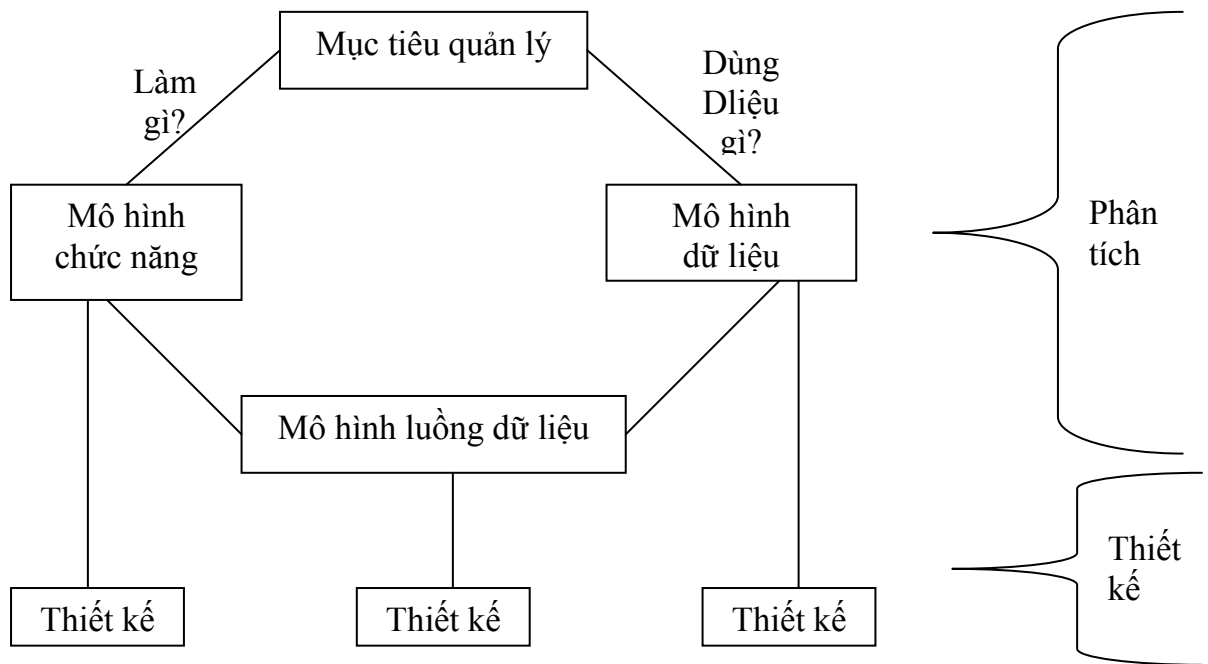 Mục tiêu quản lý
Làm
gì?
Dùng
Dliệu
gì?
Mô hình
chức năng
Mô hình
dữ liệu
Phân
tích
Mô hình luồng dữ liệu
Thiết
kế
Thiết kế
Thiết kế
Thiết kế